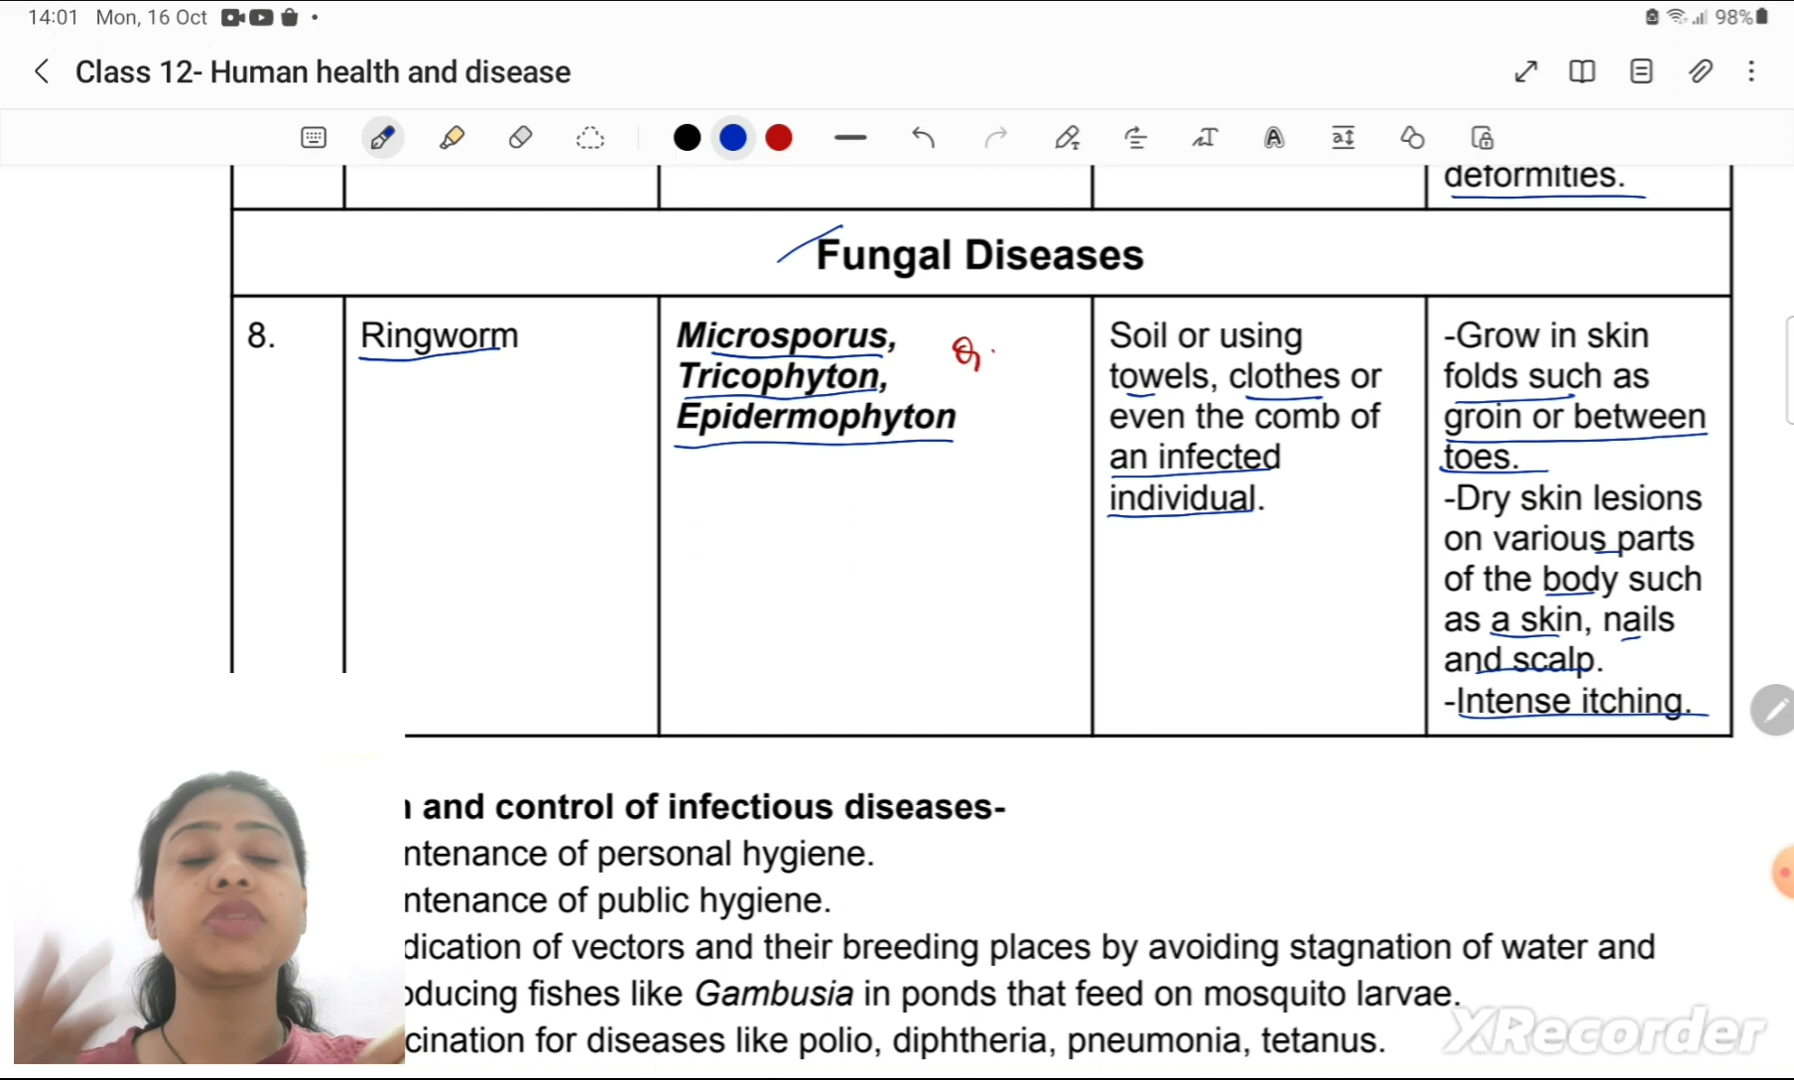 14:01 Mon, 16 Oct
98%
Class 12- Human health and disease
deformities.
Fungal Diseases
8.
Ringworm
Microsporus,
Tricophyton,
Epidermophyton
Q.
Soil or using
towels, clothes or
even the comb of
an infected
individual.
-Grow in skin
folds such as
groin or between
toes.
-Dry skin lesions
on various parts
of the body such
as a skin, nails
and scalp.
-Intense itching.
and control of infectious diseases-
ntenance of personal hygiene.
ntenance of public hygiene.
dication of vectors and their breeding places by avoiding stagnation of water and
oducing fishes like Gambusia in ponds that feed on mosquito larvae.
cination for diseases like polio, diphtheria, pneumonia, tetanus.
XRecorder